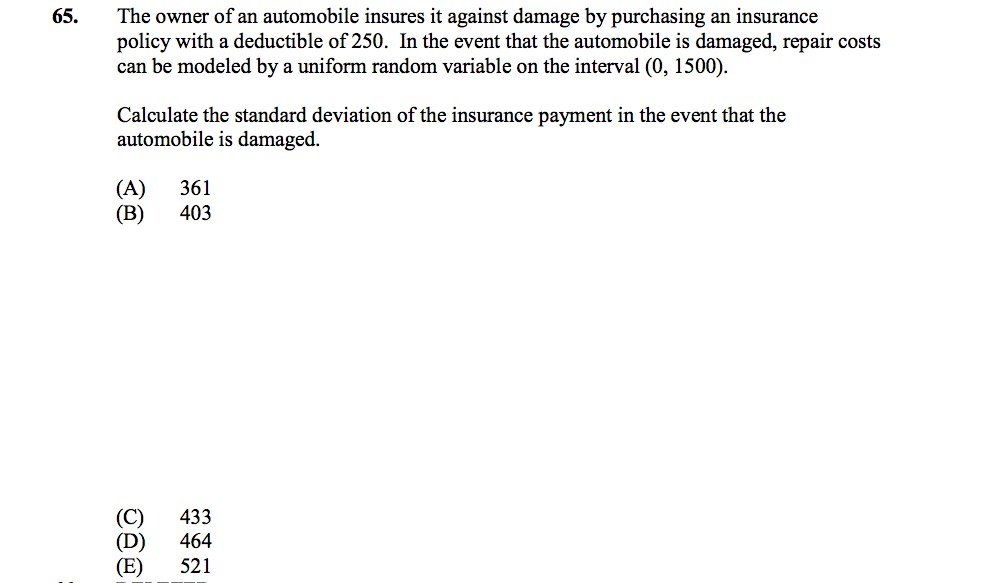 65. The owner of an automobile insures it against damage by purchasing an insurance
policy with a deductible of 250. In the event that the automobile is damaged, repair costs
can be modeled by a uniform random variable on the interval (0, 1500).
Calculate the standard deviation of the insurance payment in the event that the
automobile is damaged.
(A) 361
(B) 403
(C) 433
(D) 464
(E) 521